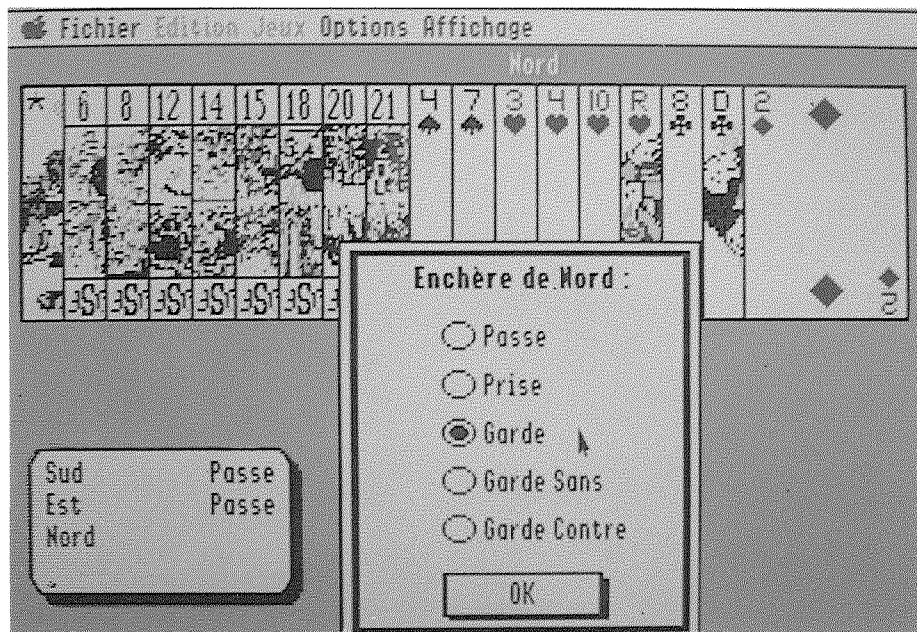 Fichier Edition Jeux Options Affichage
Nord
6 8 12 14 15 18 20 21 4 7 3 4 10 R 8 D 2
Enchère de Nord :
Passe
Prise
Garde
Garde Sans
Garde Contre
OK
Sud Passe
Est Passe
Nord
2